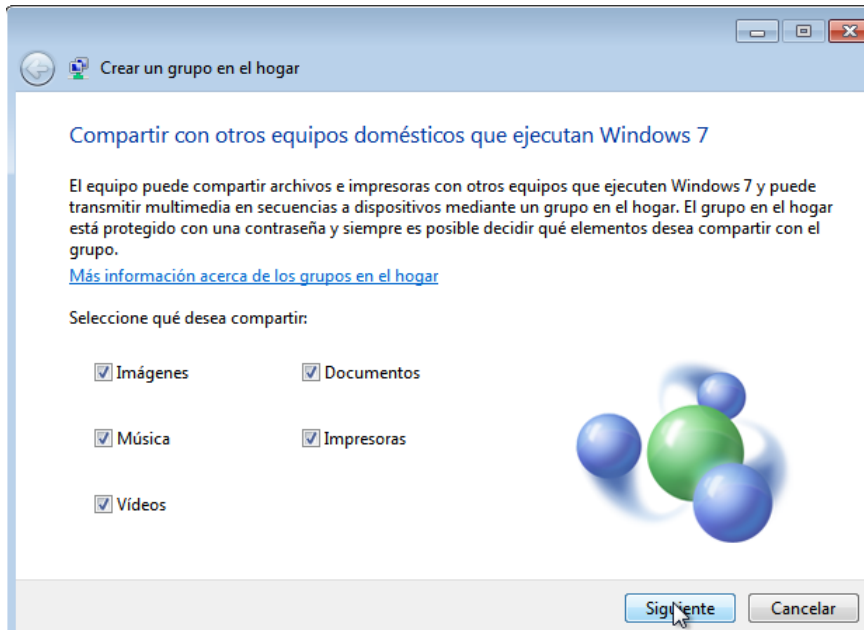 Crear un grupo en el hogar
Compartir con otros equipos domésticos que ejecutan Windows 7
El equipo puede compartir archivos e impresoras con otros equipos que ejecuten Windows 7 y puede
transmitir multimedia en secuencias a dispositivos mediante un grupo en el hogar. El grupo en el hogar
está protegido con una contraseña y siempre es posible decidir qué elementos desea compartir con el
grupo.
Más información acerca de los grupos en el hogar
Seleccione qué desea compartir:
Imágenes Documentos
Música Impresoras
Vídeos
Siguiente Cancelar